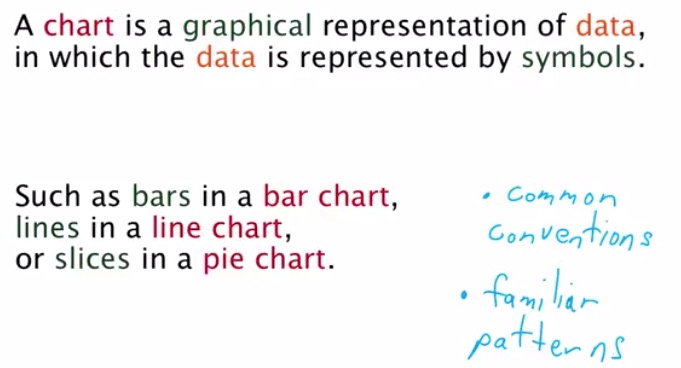 A chart is a graphical representation of data,
in which the data is represented by symbols.
Such as bars in a bar chart,
lines in a line chart,
or slices in a pie chart.
• common
conventions
• familiar
patterns